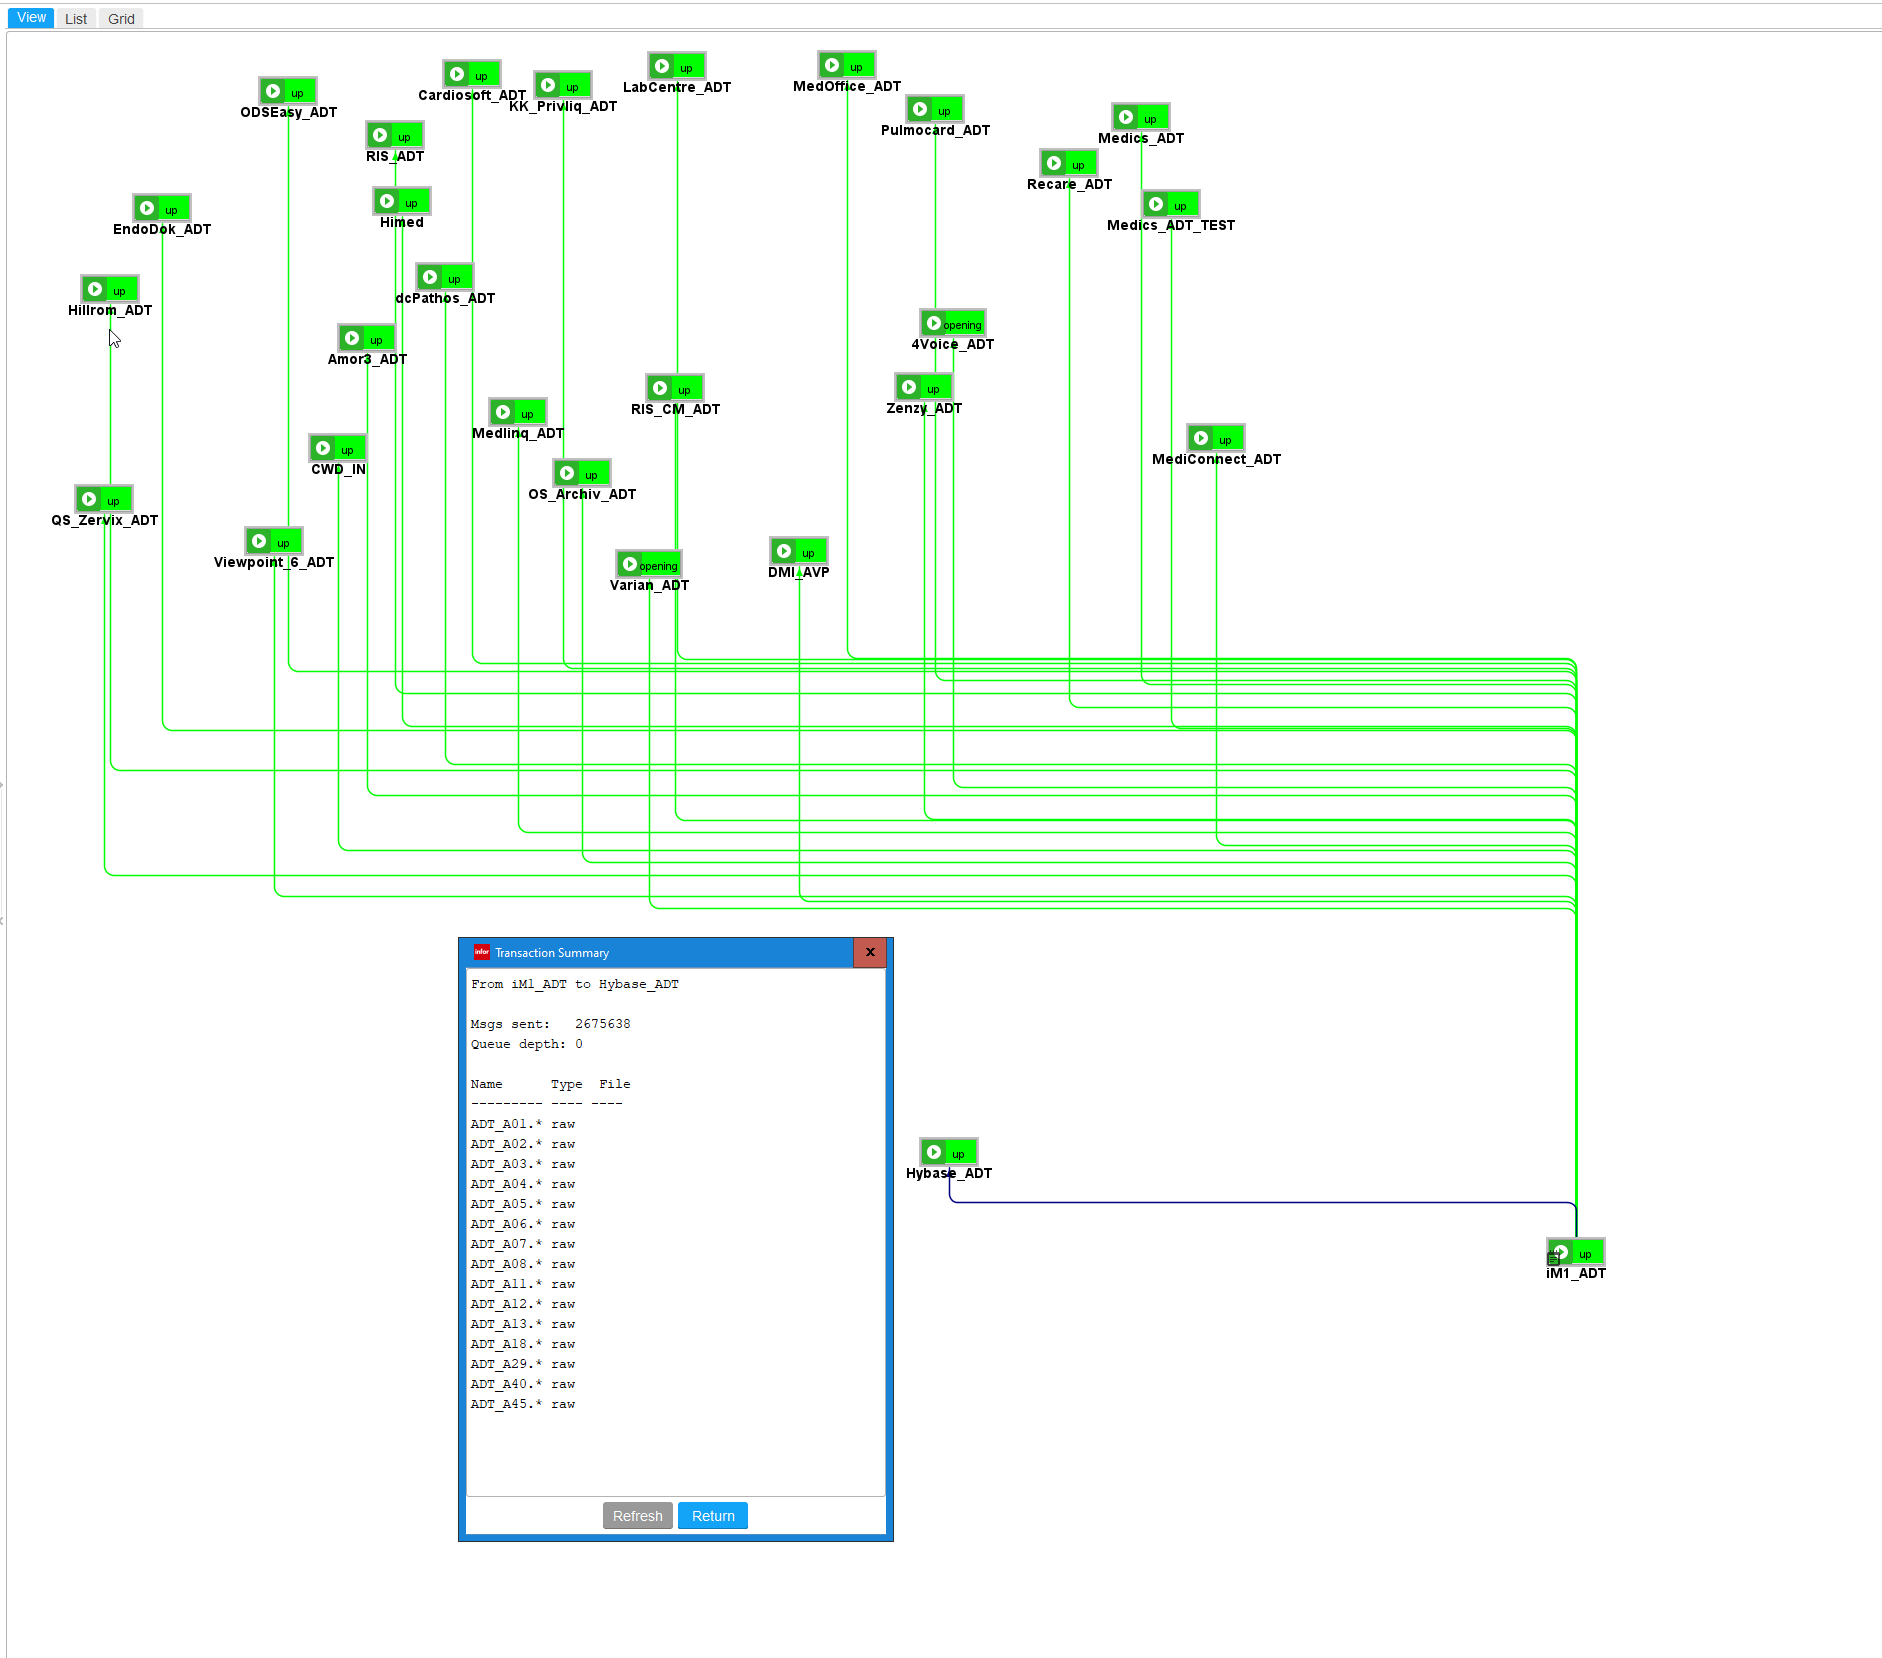 View List Grid
up
ODSEasy_ADT
up
Cardiosoft_ADT
up
KK_Privliq_ADT
up
LabCentre_ADT
up
MedOffice_ADT
up
Pulmocard_ADT
up
Medics_ADT
up
RIS_ADT
up
Recare_ADT
up
EndoDok_ADT
up
Himed
up
Medics_ADT_TEST
up
Hillrom_ADT
up
dcPathos_ADT
up
Amor3_ADT
opening
4Voice_ADT
up
RIS_CM_ADT
up
Zenzy_ADT
up
Medlinq_ADT
up
CWD_IN
up
MediConnect_ADT
up
OS_Archiv_ADT
up
QS_Zervix_ADT
up
Viewpoint_6_ADT
opening
Varian_ADT
up
DMI_AVP
infor Transaction Summary x
From iM1_ADT to Hybase_ADT
Msgs sent: 2675638
Queue depth: 0
Name Type File
--------- ---- ----
ADT_A01.* raw
ADT_A02.* raw
ADT_A03.* raw
ADT_A04.* raw
ADT_A05.* raw
ADT_A06.* raw
ADT_A07.* raw
ADT_A08.* raw
ADT_A11.* raw
ADT_A12.* raw
ADT_A13.* raw
ADT_A18.* raw
ADT_A29.* raw
ADT_A40.* raw
ADT_A45.* raw
Refresh Return
up
Hybase_ADT
up
iM1_ADT